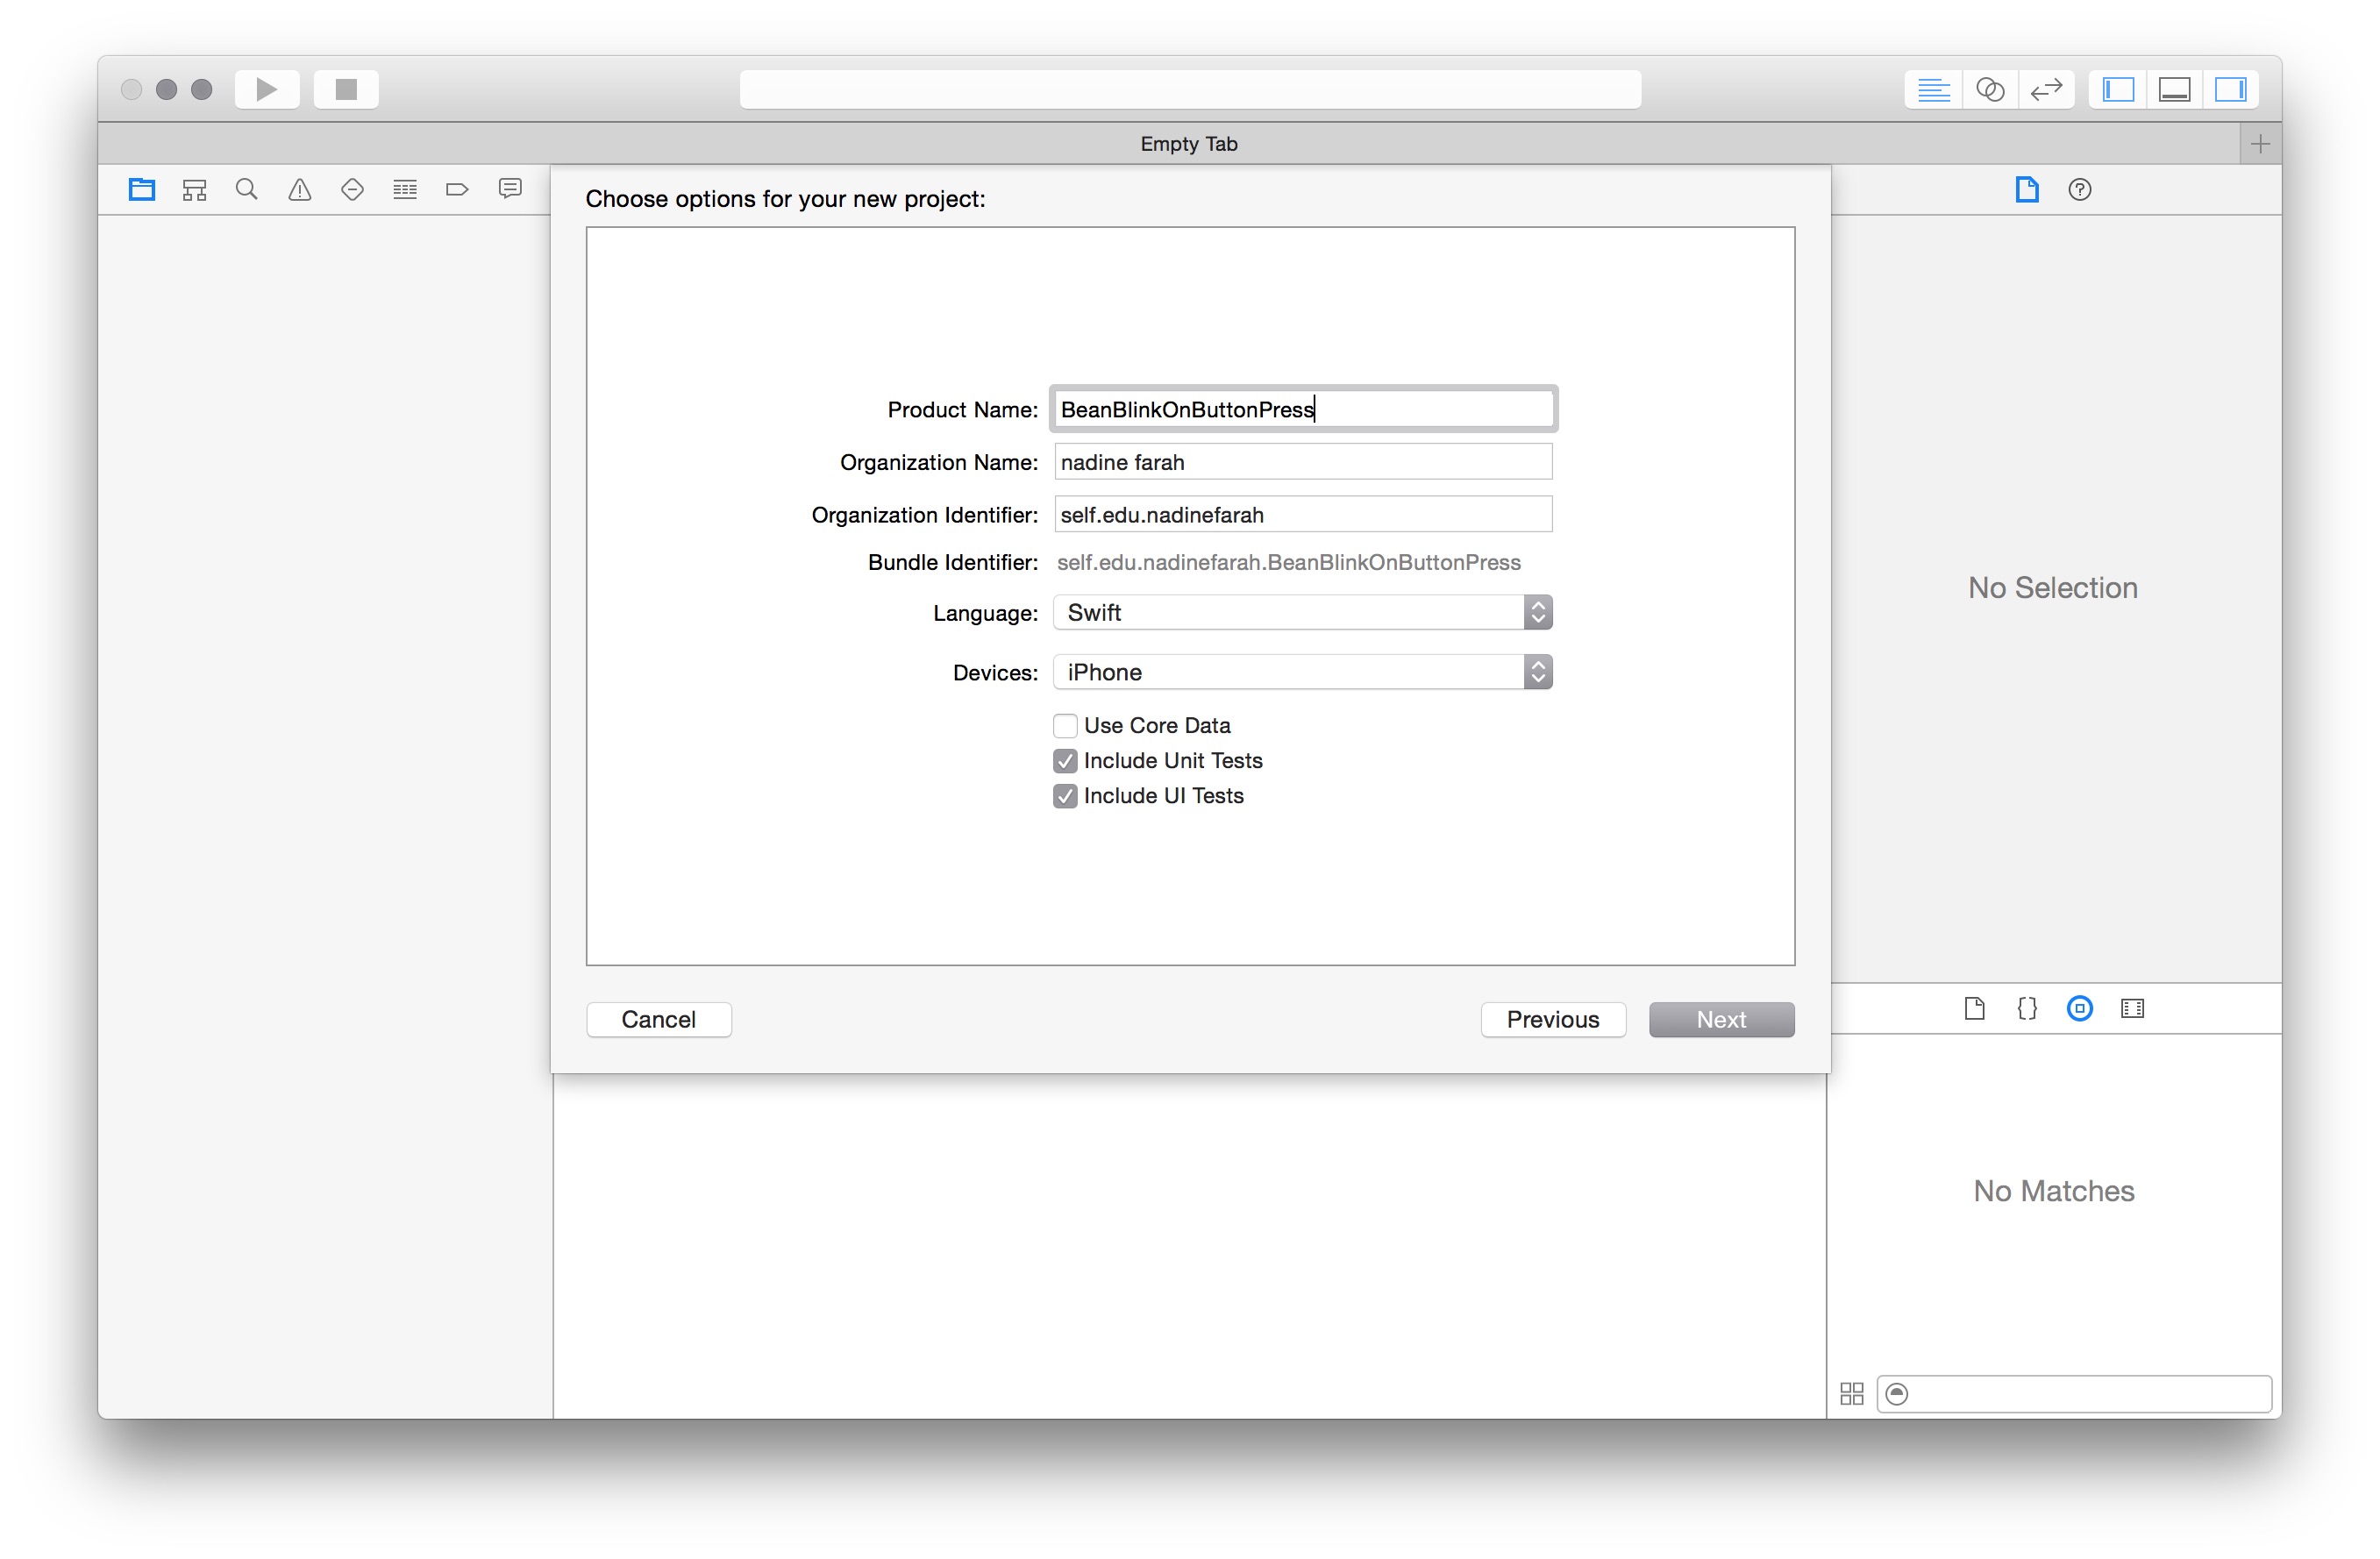 Empty Tab
Choose options for your new project:
Product Name: BeanBlinkOnButtonPress
Organization Name: nadine farah
Organization Identifier: self.edu.nadinefarah
Bundle Identifier: self.edu.nadinefarah.BeanBlinkOnButtonPress
Language: Swift
Devices: iPhone
Use Core Data
Include Unit Tests
Include UI Tests
Cancel Previous Next
No Selection
No Matches